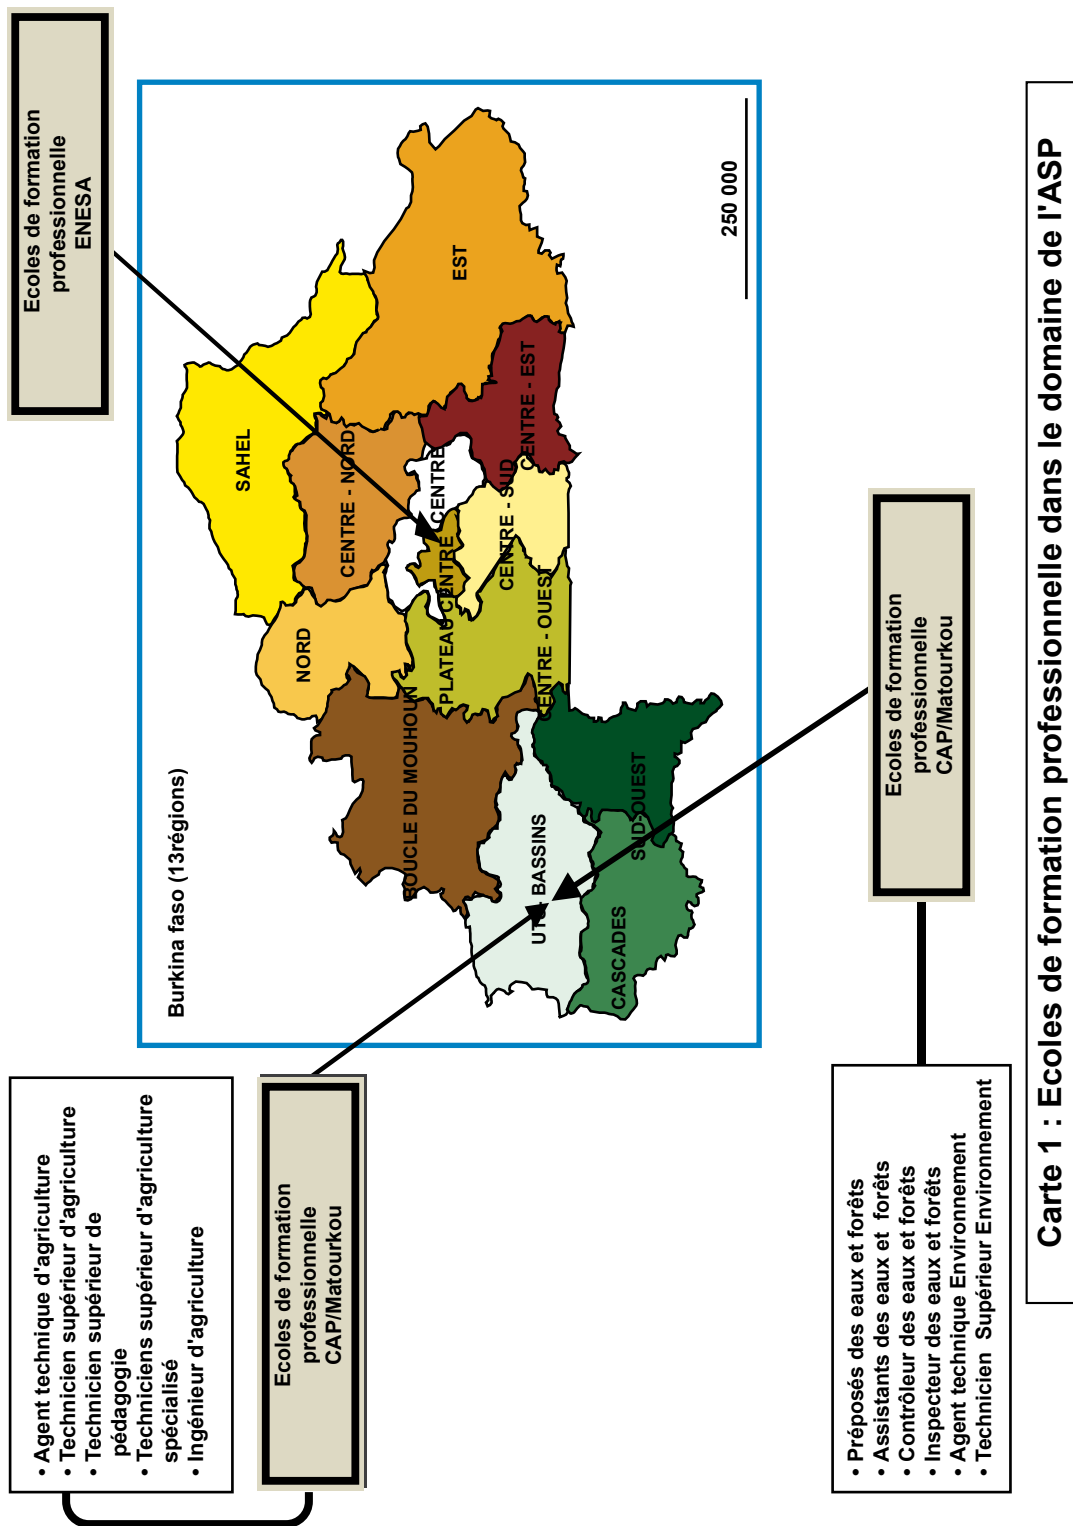 Ecoles de formation
professionnelle
ENESA
• Agent technique d'agriculture
• Technicien supérieur d'agriculture
• Technicien supérieur de
pédagogie
• Techniciens supérieur d'agriculture
spécialisé
• Ingénieur d'agriculture
Ecoles de formation
professionnelle
CAP/Matourkou
Burkina faso (13régions)
SAHEL
NORD
CENTRE - NORD
BOUCLE DU MOUHOUN
PLATEAU CENTRE
CENTRE
EST
CENTRE - SUD
CENTRE - EST
CENTRE - OUEST
BASSINS
CASCADES
SUD-OUEST
250 000
• Préposés des eaux et forêts
• Assistants des eaux et forêts
• Contrôleur des eaux et forêts
• Inspecteur des eaux et forêts
• Agent technique Environnement
• Technicien Supérieur Environnement
Ecoles de formation
professionnelle
CAP/Matourkou
Carte 1 : Ecoles de formation professionnelle dans le domaine de l'ASP